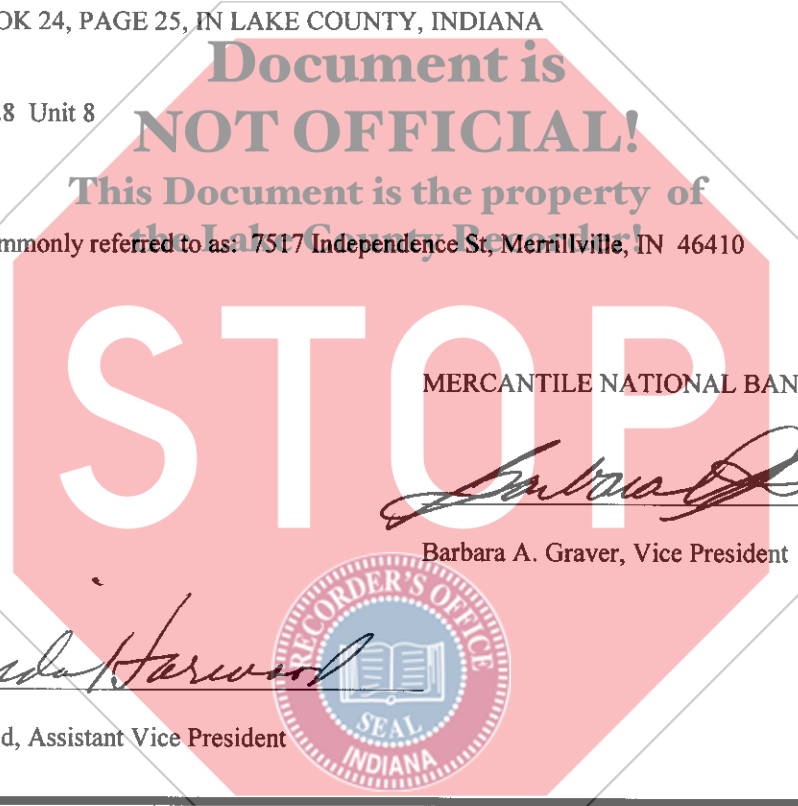 OK 24, PAGE 25, IN LAKE COUNTY, INDIANA
Document is
8 Unit 8
NOT OFFICIAL!
This Document is the property of
mmonly referred to as: 7517 Independence St, Merrillville, IN 46410
the Lake County Recorder!
STOP
MERCANTILE NATIONAL BAN
Barbara A. Graver, Vice President
RECORDER'S OFFICE
SEAL
INDIANA
Harwood
d, Assistant Vice President